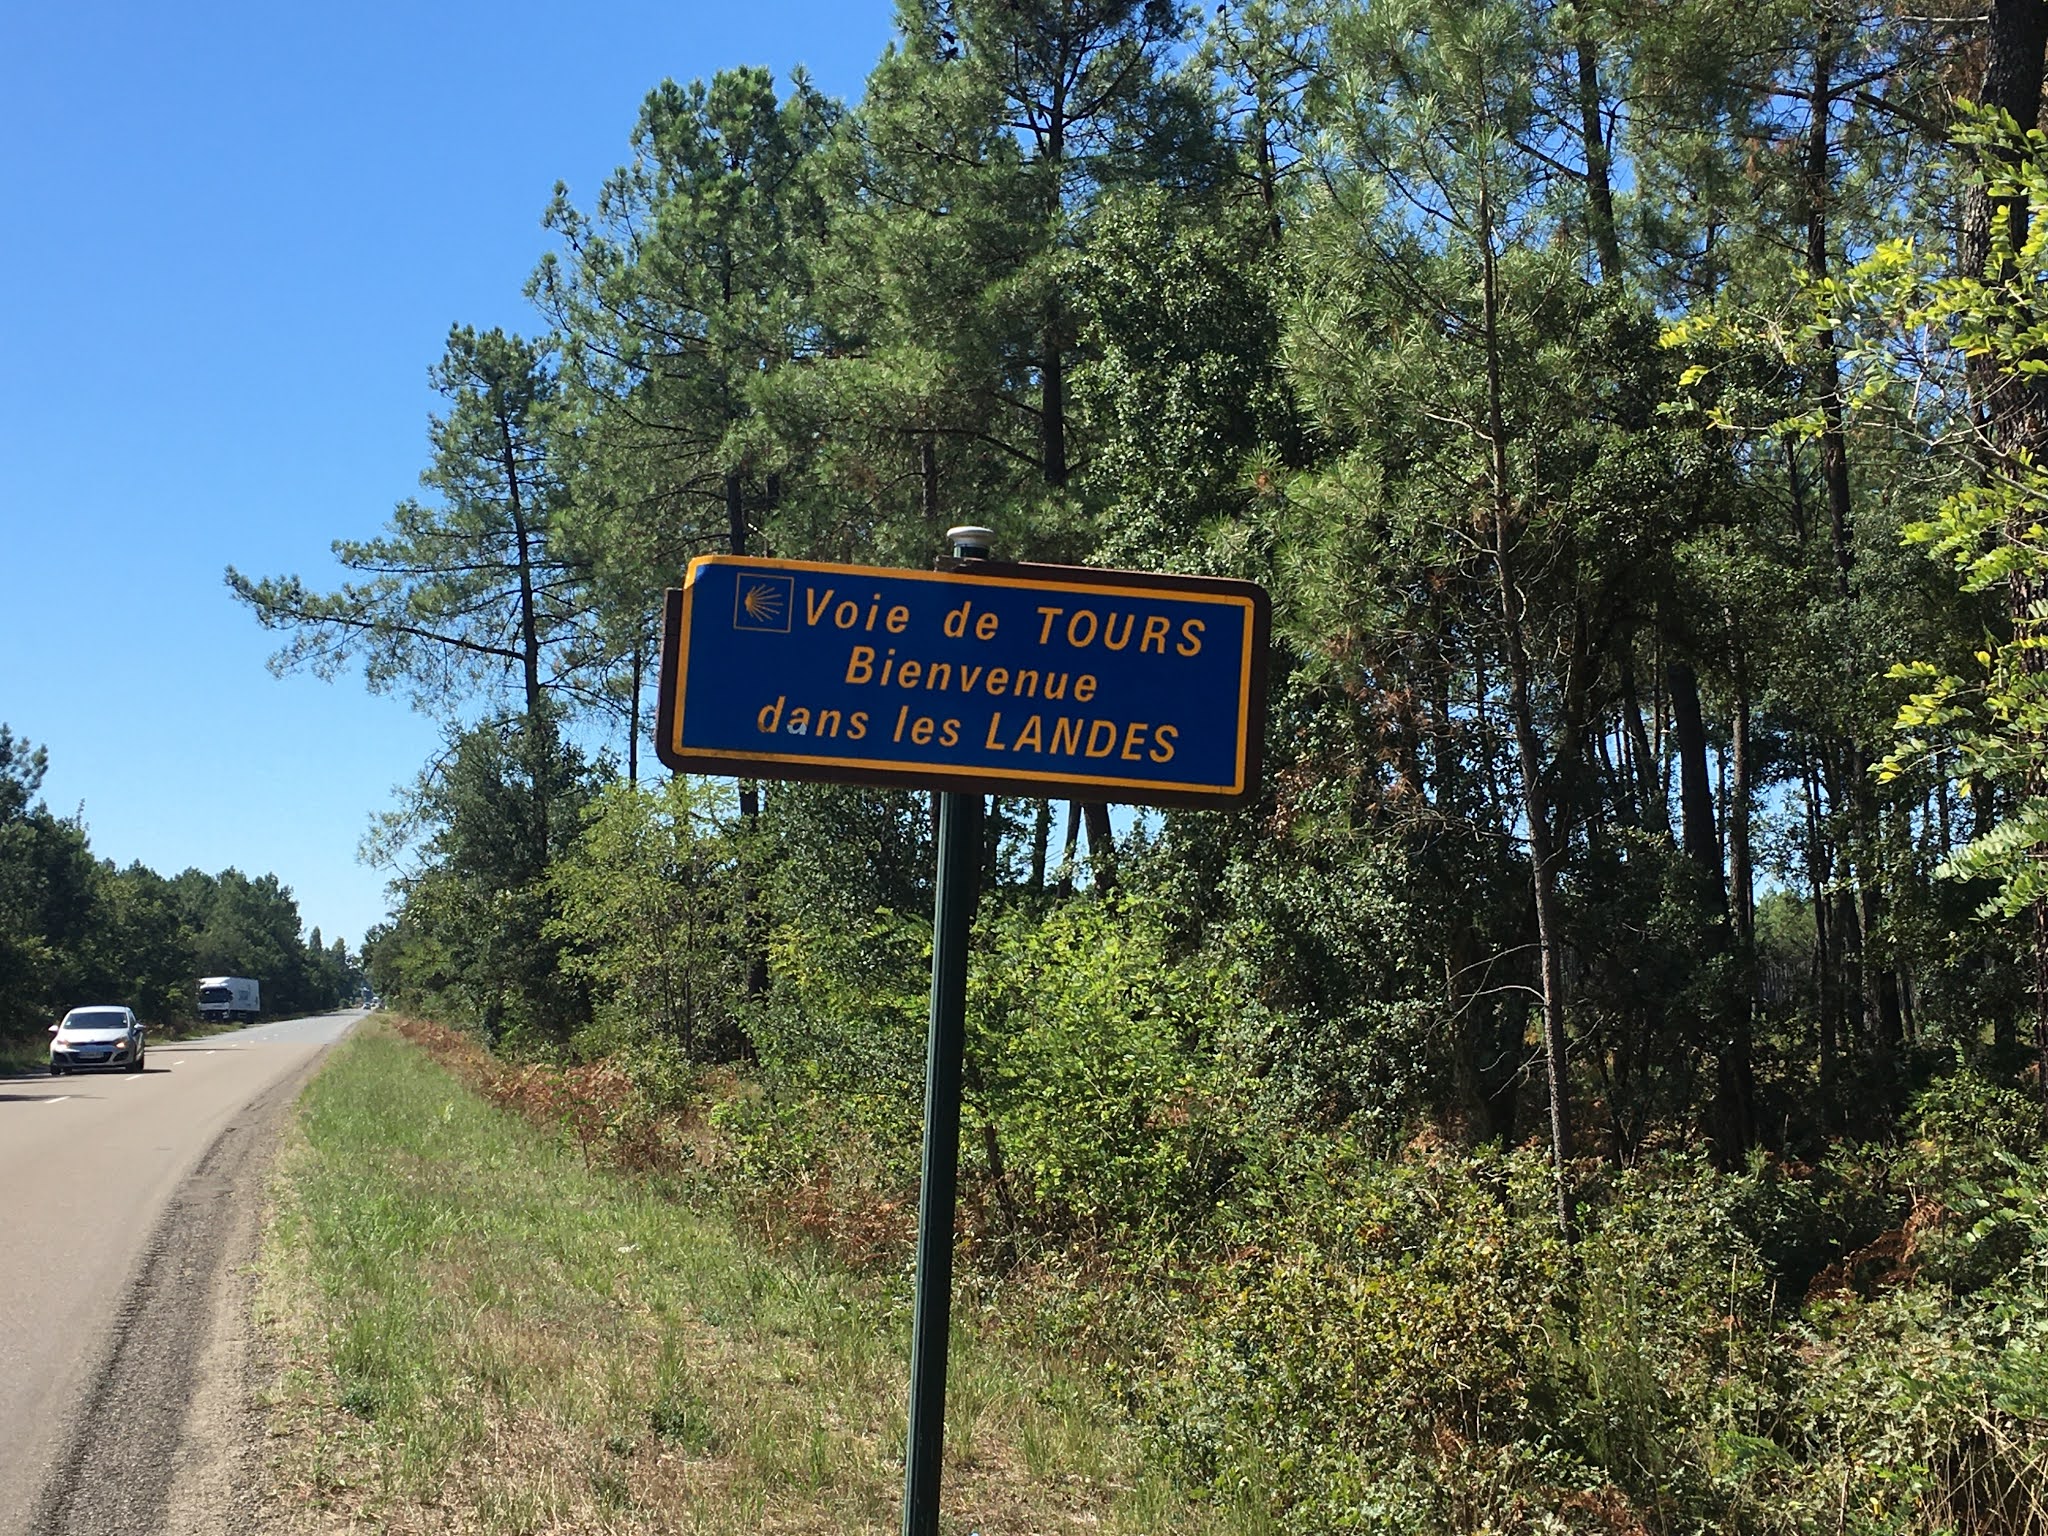 Voie de TOURS
Bienvenue
dans les LANDES